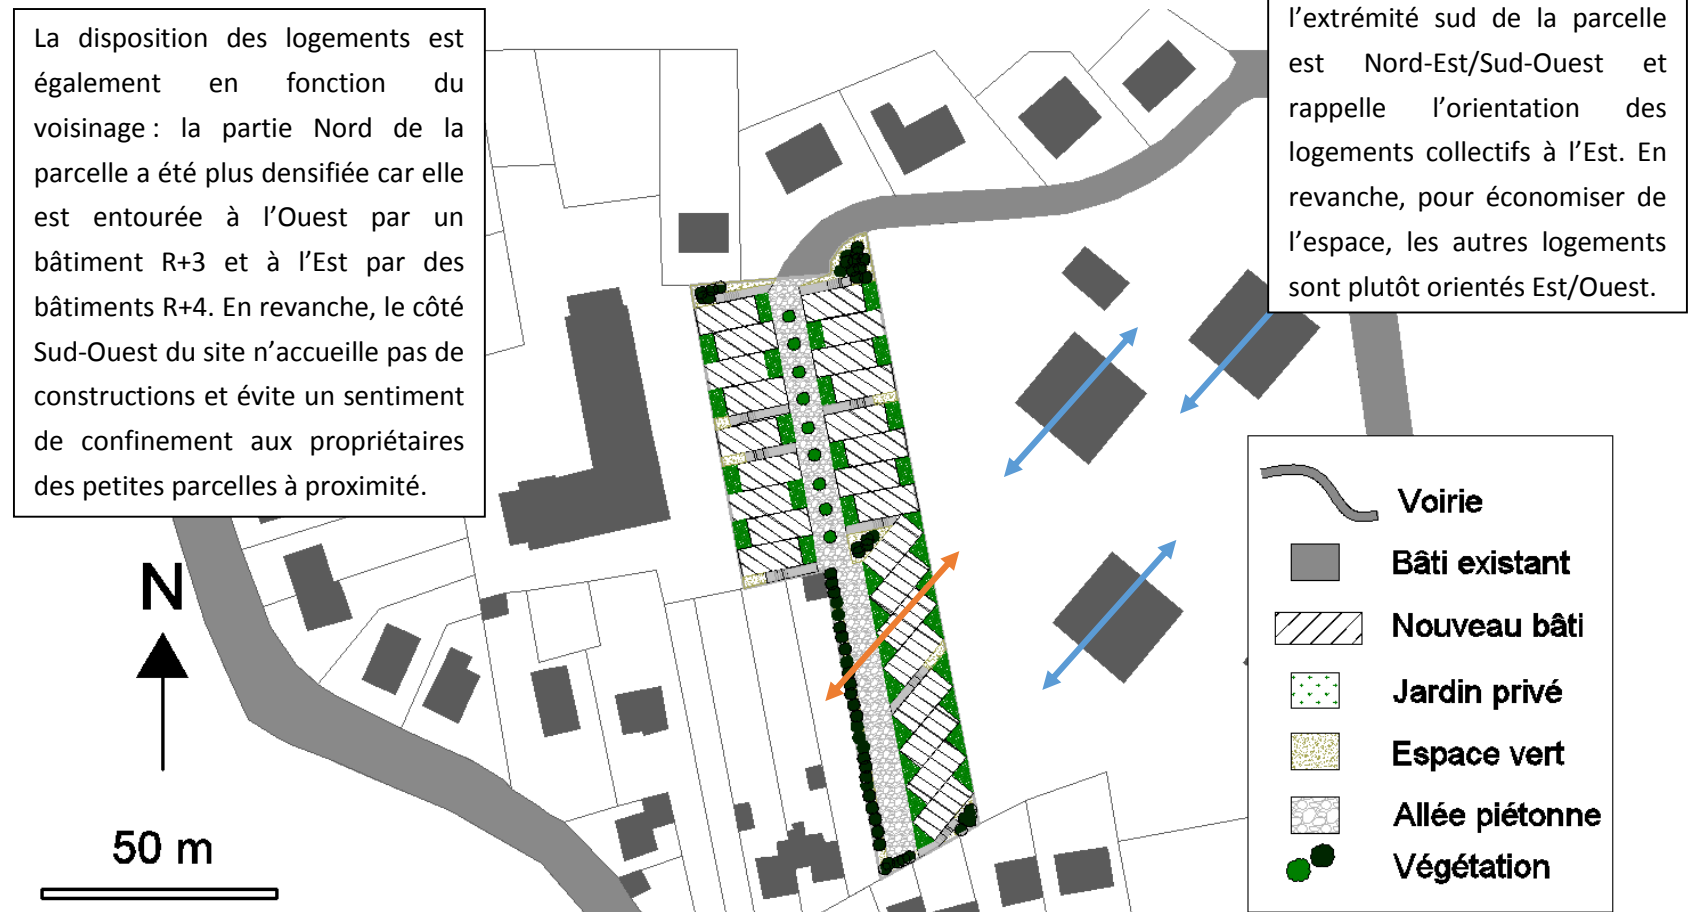 La disposition des logements est
également en fonction du
voisinage : la partie Nord de la
parcelle a été plus densifiée car elle
est entourée à l’Ouest par un
bâtiment R+3 et à l’Est par des
bâtiments R+4. En revanche, le côté
Sud-Ouest du site n’accueille pas de
constructions et évite un sentiment
de confinement aux propriétaires
des petites parcelles à proximité.
l’extrémité sud de la parcelle
est Nord-Est/Sud-Ouest et
rappelle l’orientation des
logements collectifs à l’Est. En
revanche, pour économiser de
l’espace, les autres logements
sont plutôt orientés Est/Ouest.
N
50 m
Voirie
Bâti existant
Nouveau bâti
Jardin privé
Espace vert
Allée piétonne
Végétation